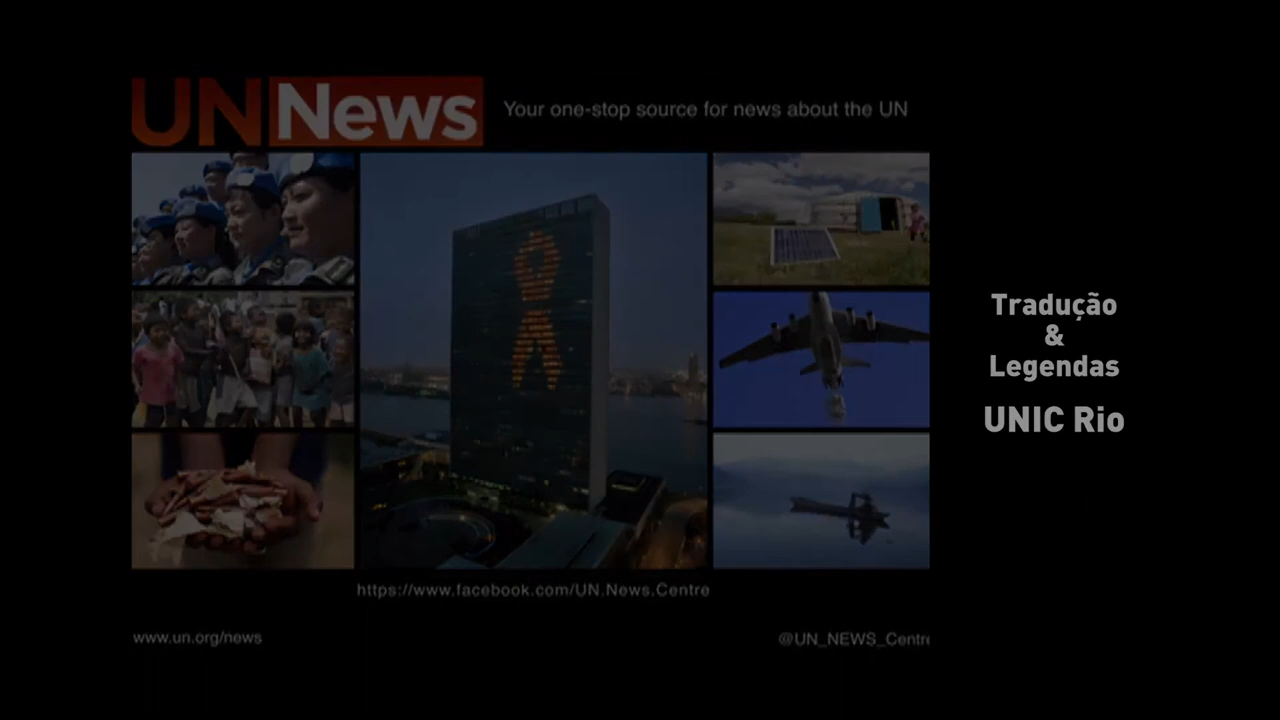 UN News
Your one-stop source for news about the UN
Tradução
&
Legendas
UNIC Rio
https://www.facebook.com/UN.News.Centre
www.un.org/news
@UN_NEWS_Centre